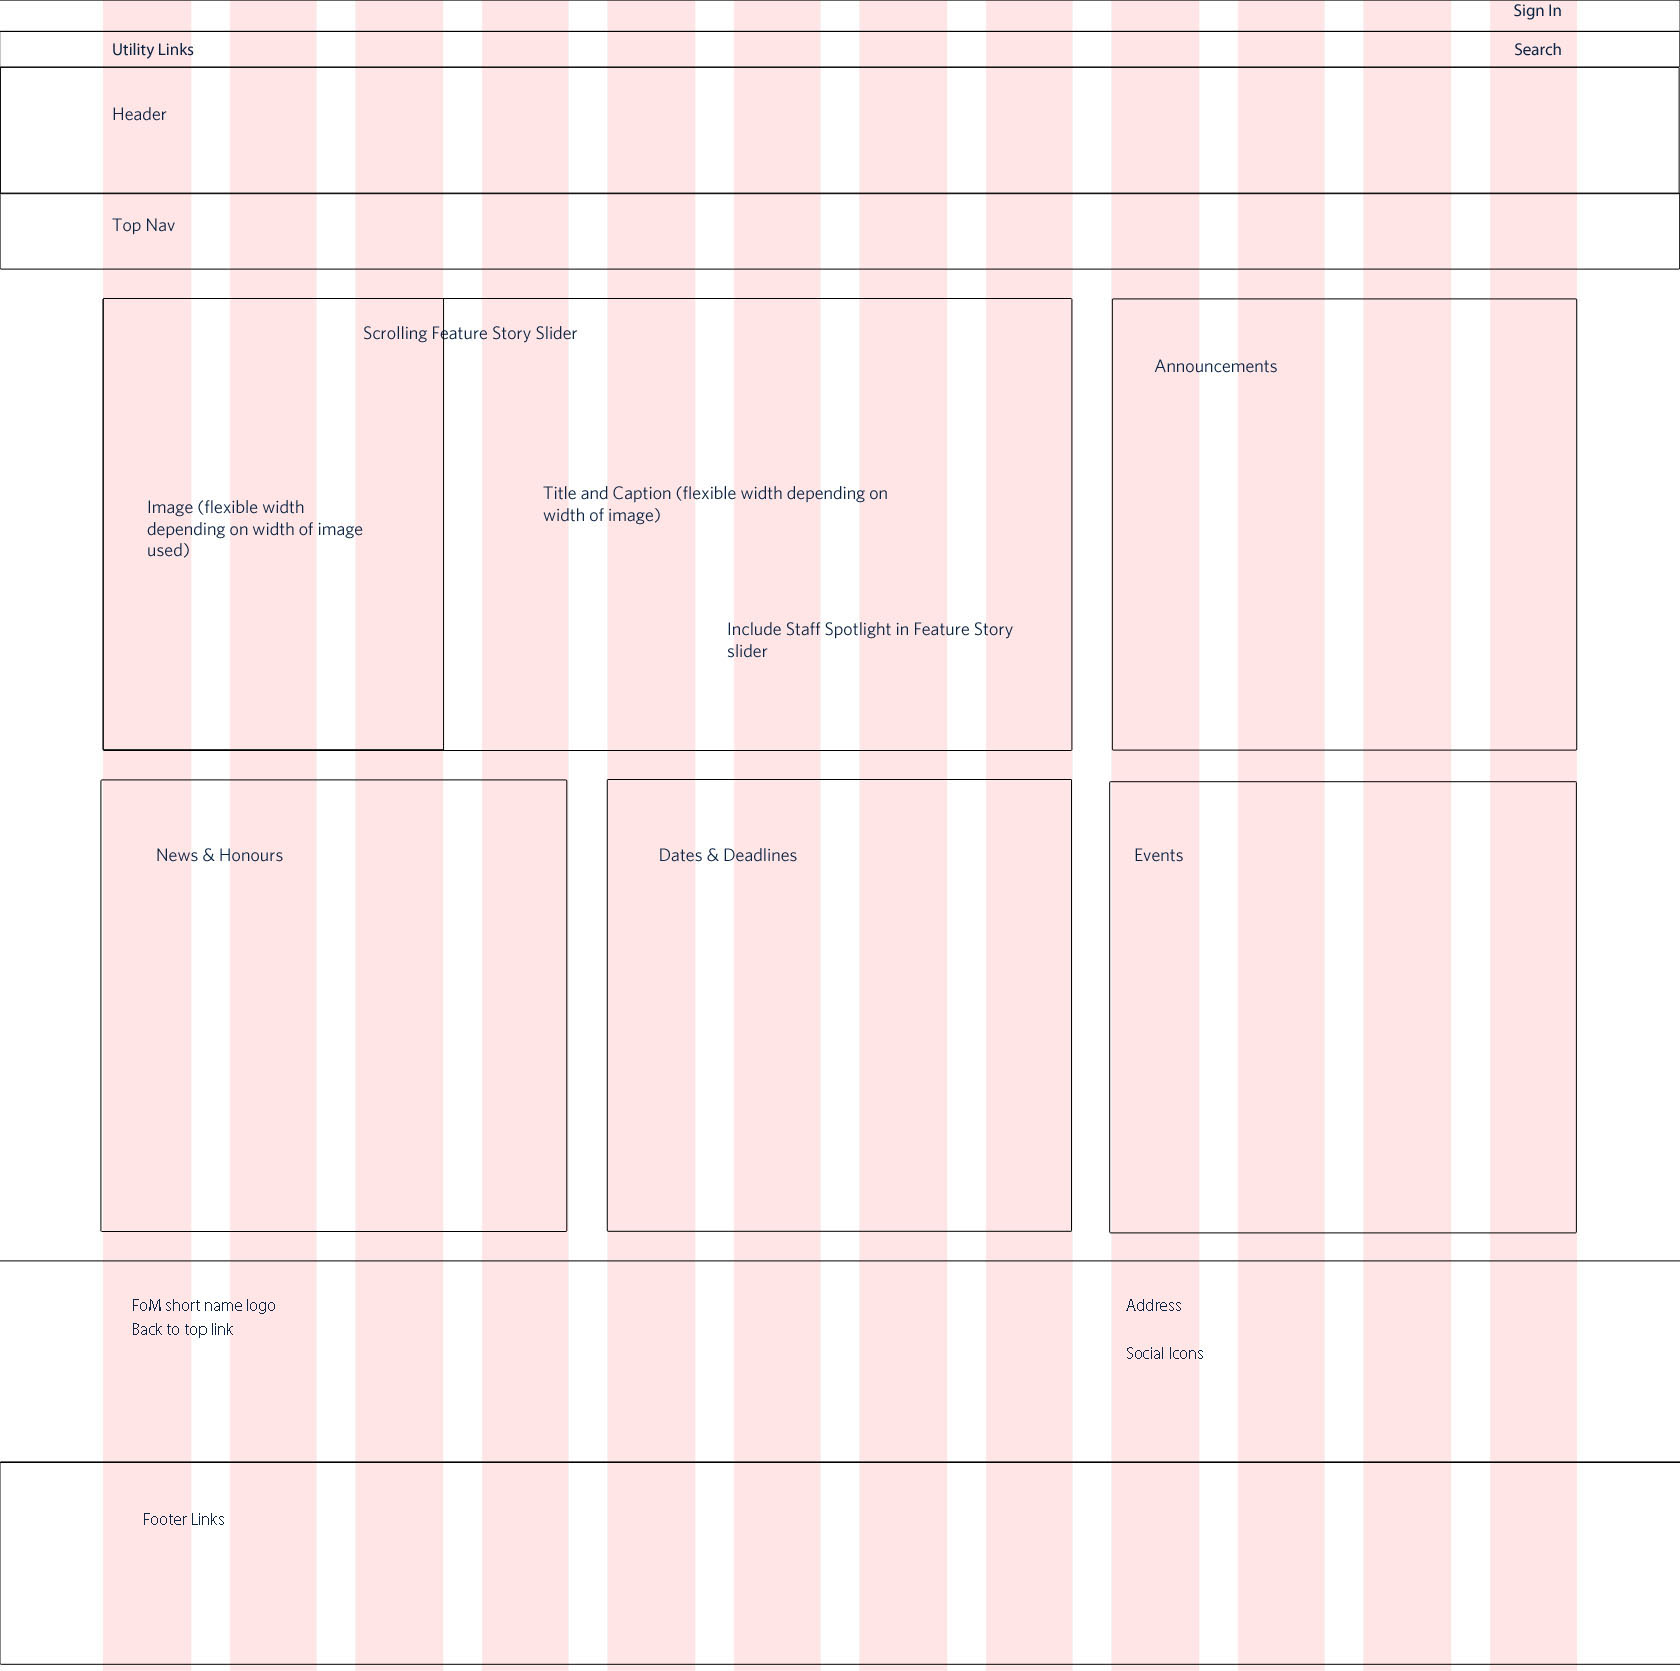 Sign In
Utility Links
Search
Header
Top Nav
Scrolling Feature Story Slider
Announcements
Image (flexible width
depending on width of image
used)
Title and Caption (flexible width depending on
width of image)
Include Staff Spotlight in Feature Story
slider
News & Honours
Dates & Deadlines
Events
FoM short name logo
Back to top link
Address
Social Icons
Footer Links